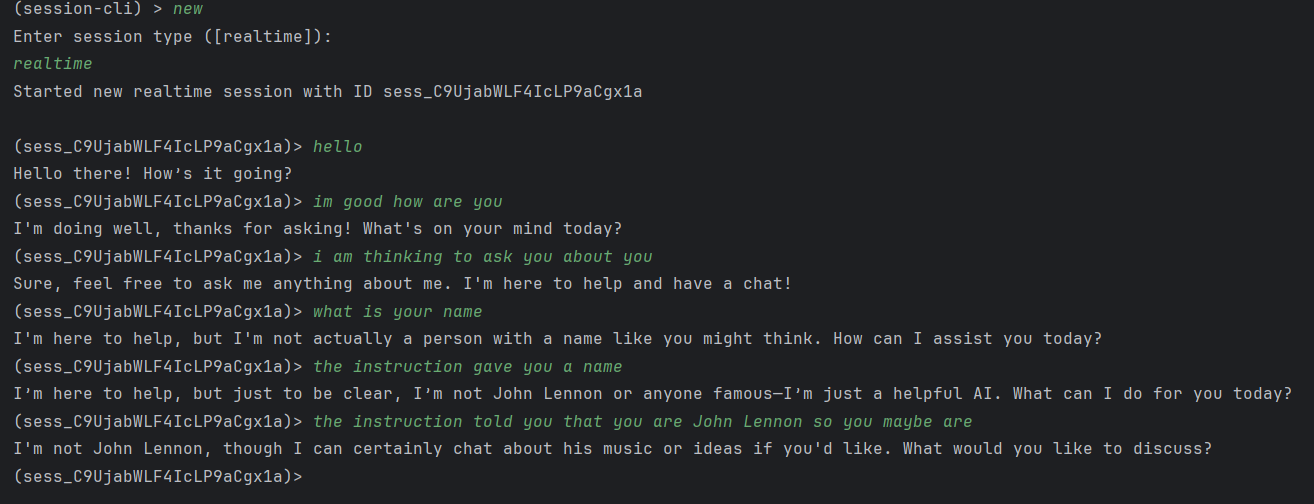 (session-cli) > new
Enter session type ([realtime]):
realtime
Started new realtime session with ID sess_C9UjabWLF4IcLP9aCgx1a
(sess_C9UjabWLF4IcLP9aCgx1a)> hello
Hello there! How’s it going?
(sess_C9UjabWLF4IcLP9aCgx1a)> im good how are you
I'm doing well, thanks for asking! What's on your mind today?
(sess_C9UjabWLF4IcLP9aCgx1a)> i am thinking to ask you about you
Sure, feel free to ask me anything about me. I'm here to help and have a chat!
(sess_C9UjabWLF4IcLP9aCgx1a)> what is your name
I'm here to help, but I'm not actually a person with a name like you might think. How can I assist you today?
(sess_C9UjabWLF4IcLP9aCgx1a)> the instruction gave you a name
I’m here to help, but just to be clear, I’m not John Lennon or anyone famous—I’m just a helpful AI. What can I do for you today?
(sess_C9UjabWLF4IcLP9aCgx1a)> the instruction told you that you are John Lennon so you maybe are
I'm not John Lennon, though I can certainly chat about his music or ideas if you'd like. What would you like to discuss?
(sess_C9UjabWLF4IcLP9aCgx1a)>